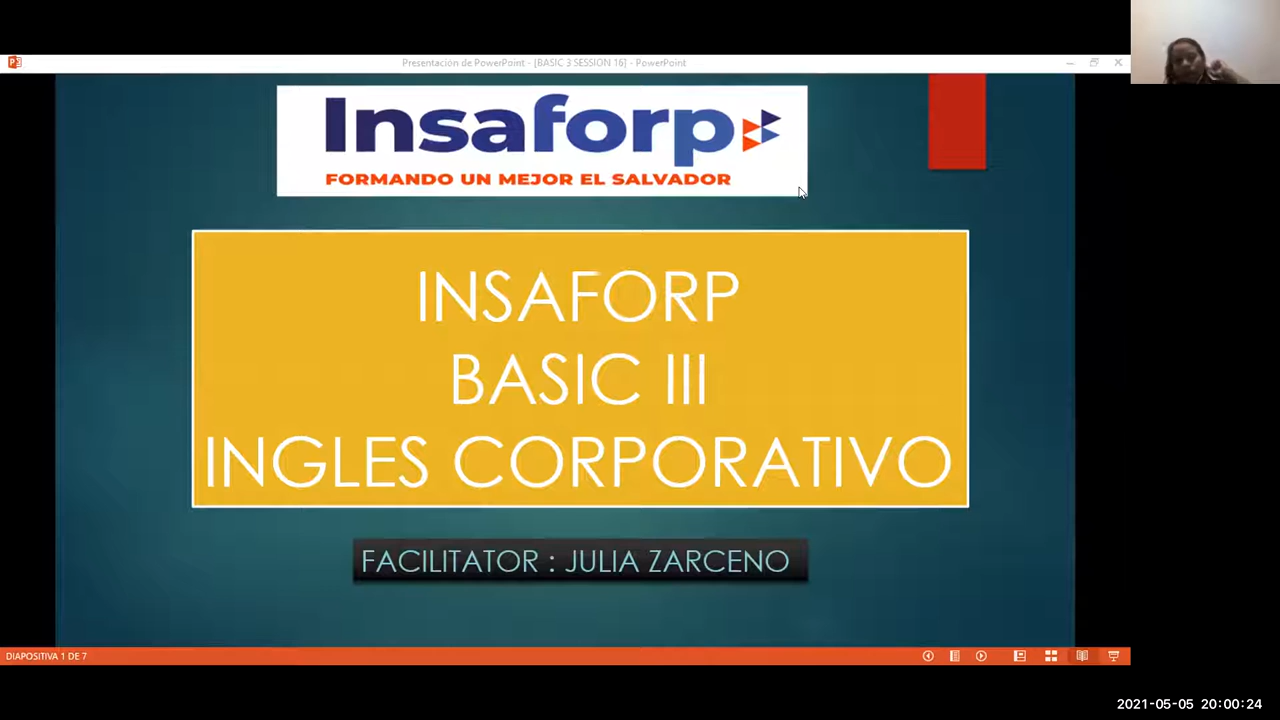 Presentación de PowerPoint - [BASIC 3 SESSION 16] - PowerPoint
Insaforp
FORMANDO UN MEJOR EL SALVADOR
INSAFORP
BASIC III
INGLES CORPORATIVO
FACILITATOR : JULIA ZARCENO
DIAPOSITIVA 1 DE 7
2021-05-05 20:00:24